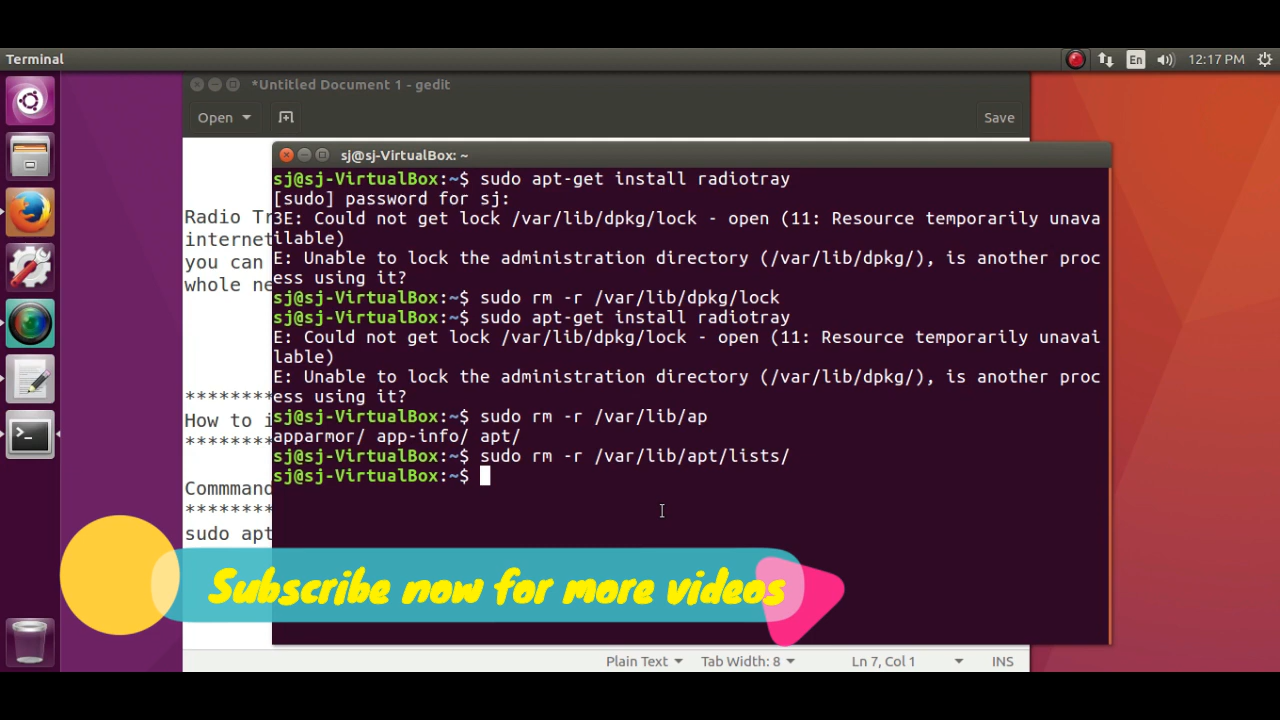 Terminal
En
12:17 PM
*Untitled Document 1 - gedit
Open
Save
Radio Tr
internet
you can
whole ne
********
How to i
********
Commmand
********
sudo apt
sj@sj-VirtualBox: ~
sj@sj-VirtualBox:~$ sudo apt-get install radiotray
[sudo] password for sj:
3E: Could not get lock /var/lib/dpkg/lock - open (11: Resource temporarily unava
ilable)
E: Unable to lock the administration directory (/var/lib/dpkg/), is another proc
ess using it?
sj@sj-VirtualBox:~$ sudo rm -r /var/lib/dpkg/lock
sj@sj-VirtualBox:~$ sudo apt-get install radiotray
E: Could not get lock /var/lib/dpkg/lock - open (11: Resource temporarily unavai
lable)
E: Unable to lock the administration directory (/var/lib/dpkg/), is another proc
ess using it?
sj@sj-VirtualBox:~$ sudo rm -r /var/lib/ap
apparmor/ app-info/ apt/
sj@sj-VirtualBox:~$ sudo rm -r /var/lib/apt/lists/
sj@sj-VirtualBox:~$
Subscribe now for more videos
Plain Text
Tab Width: 8
Ln 7, Col 1
INS